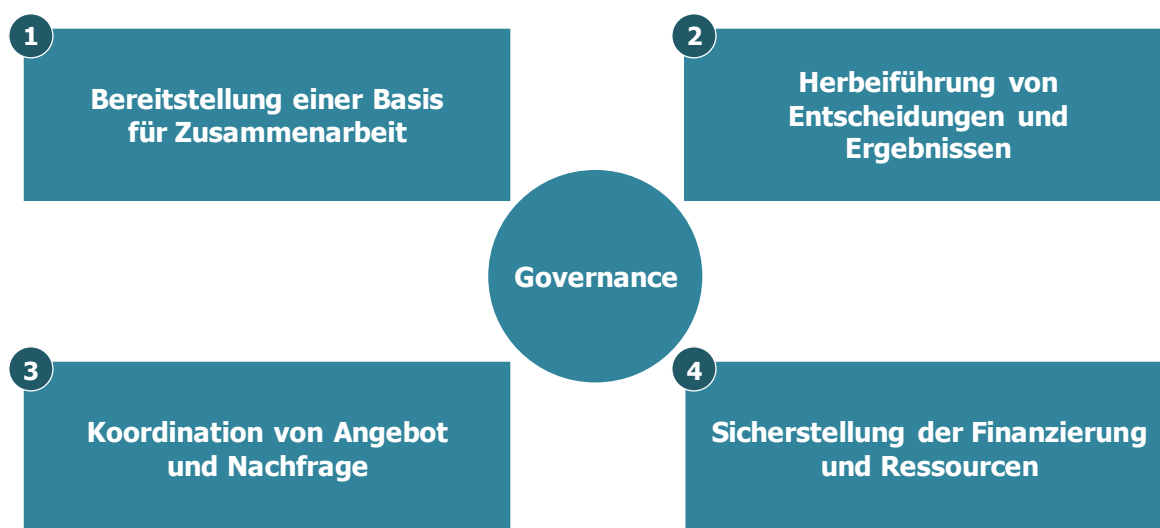 1
Bereitstellung einer Basis
für Zusammenarbeit
2
Herbeiführung von
Entscheidungen und
Ergebnissen
Governance
3
Koordination von Angebot
und Nachfrage
4
Sicherstellung der Finanzierung
und Ressourcen